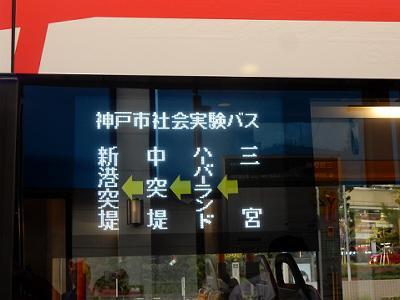 神戸市社会実験バス
三宮
ハーバーランド
中突堤
新港突堤